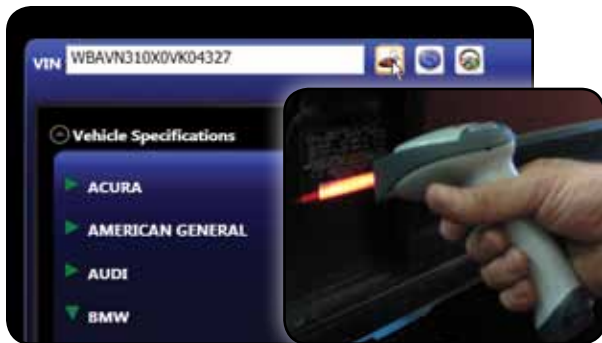 VIN WBAVN310X0VK04327
Vehicle Specifications
ACURA
AMERICAN GENERAL
AUDI
BMW